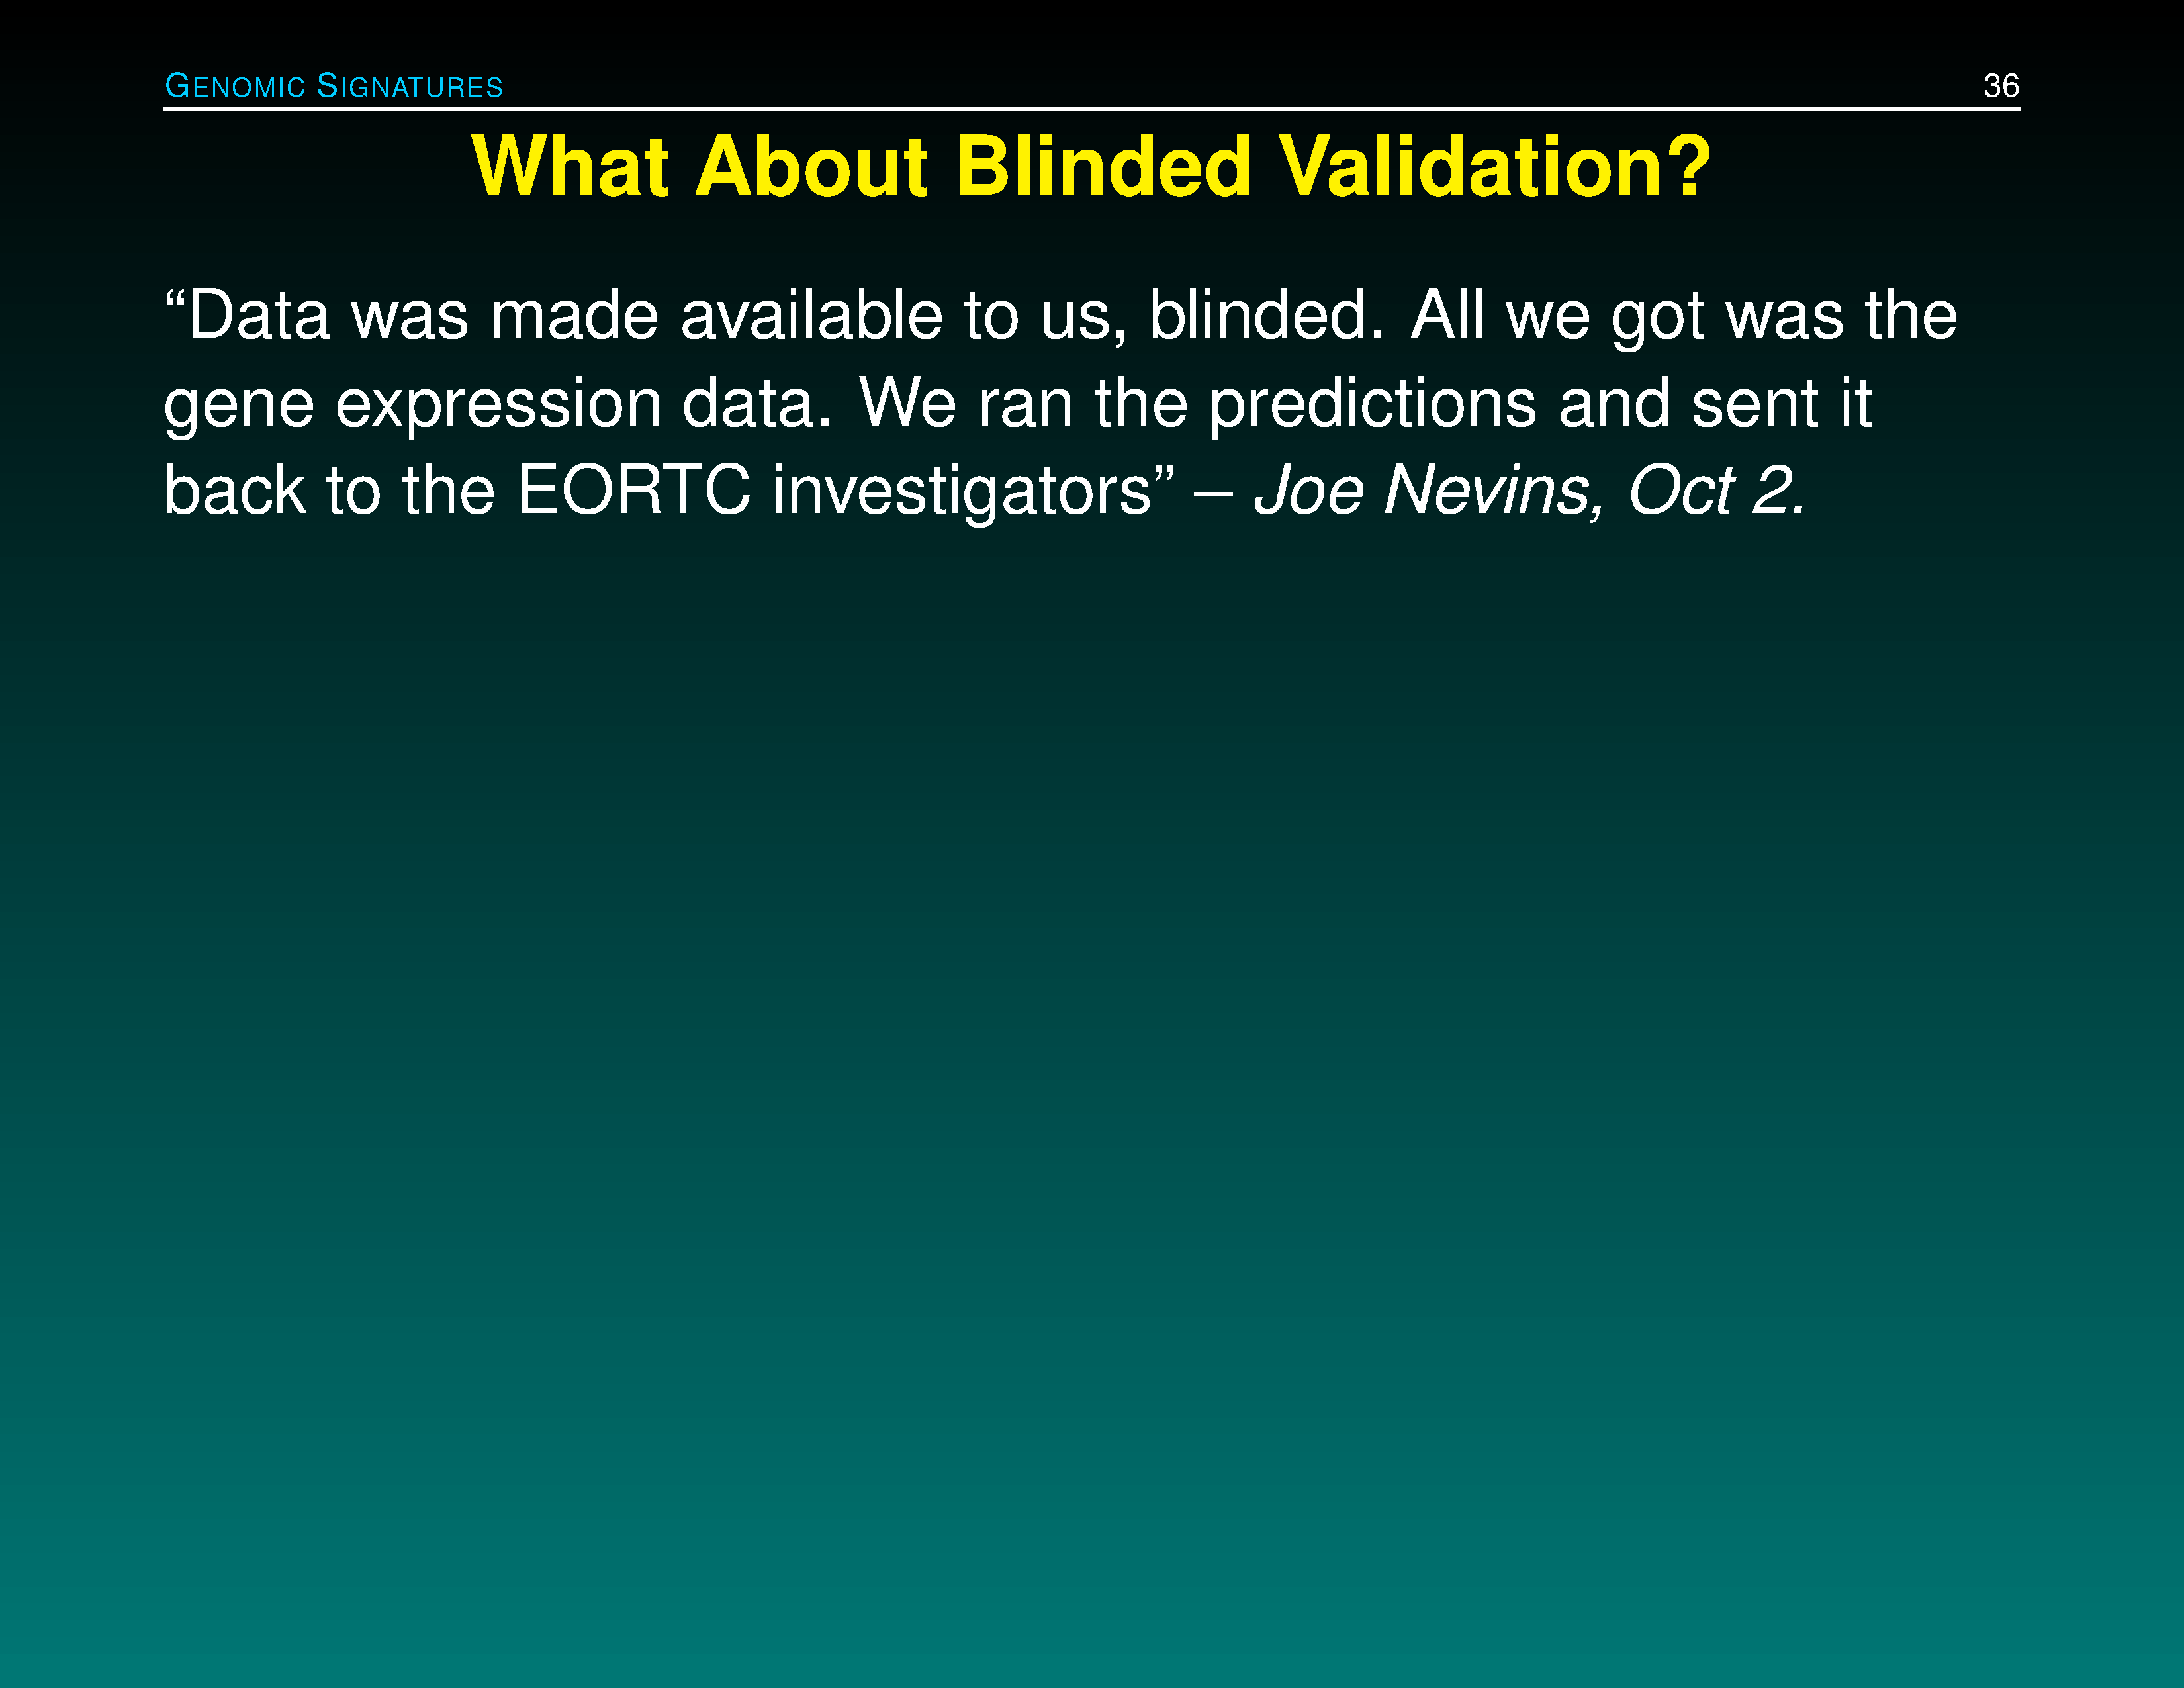 GENOMIC SIGNATURES 36
What About Blinded Validation?
“Data was made available to us, blinded. All we got was the
gene expression data. We ran the predictions and sent it
back to the EORTC investigators” – Joe Nevins, Oct 2.